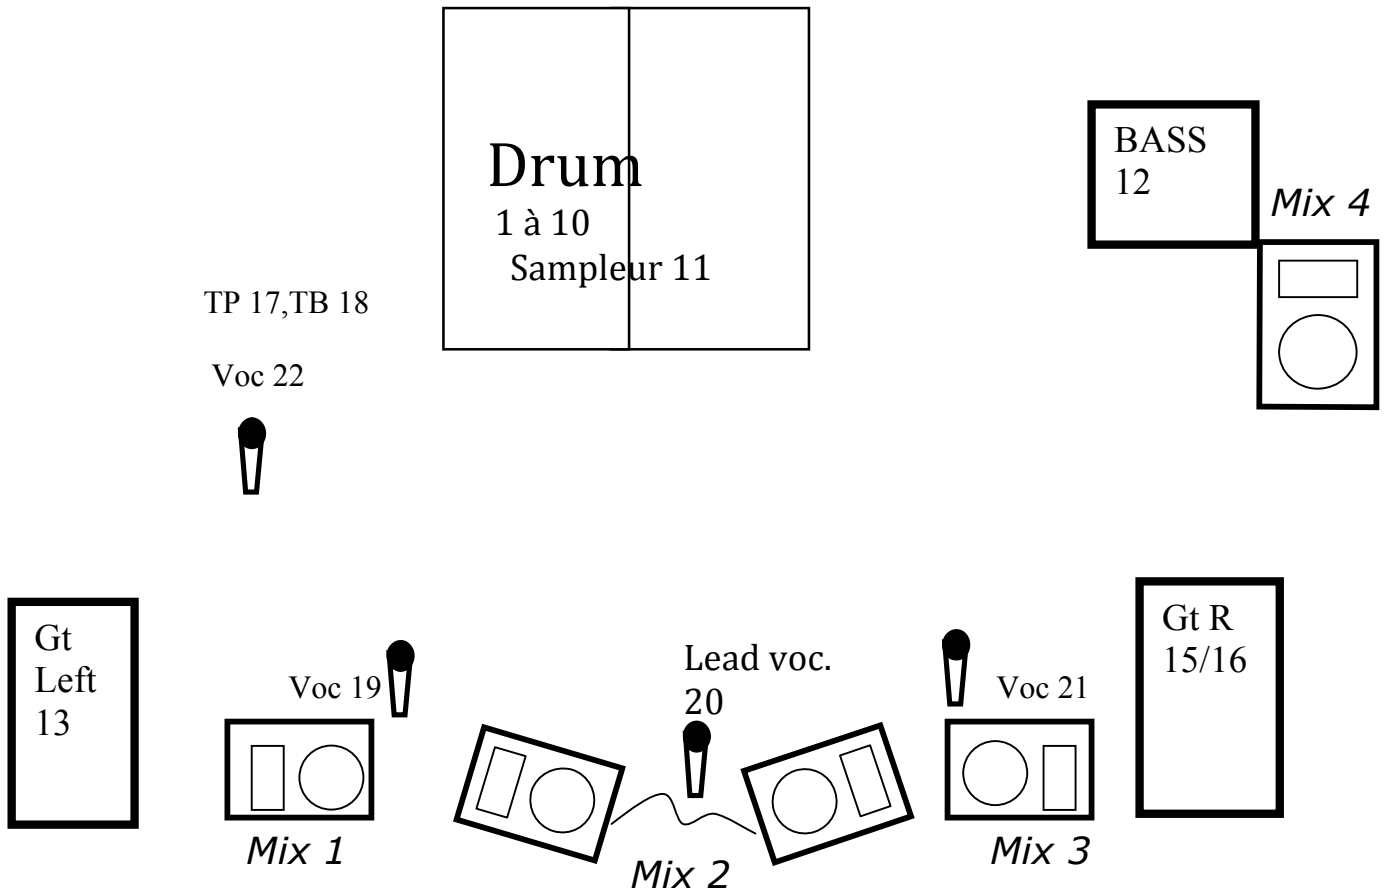 Drum
1 à 10
Sampleur 11
BASS
12
Mix 4
TP 17,TB 18
Voc 22
Gt
Left
13
Voc 19
Lead voc.
20
Voc 21
Gt R
15/16
Mix 1
Mix 2
Mix 3